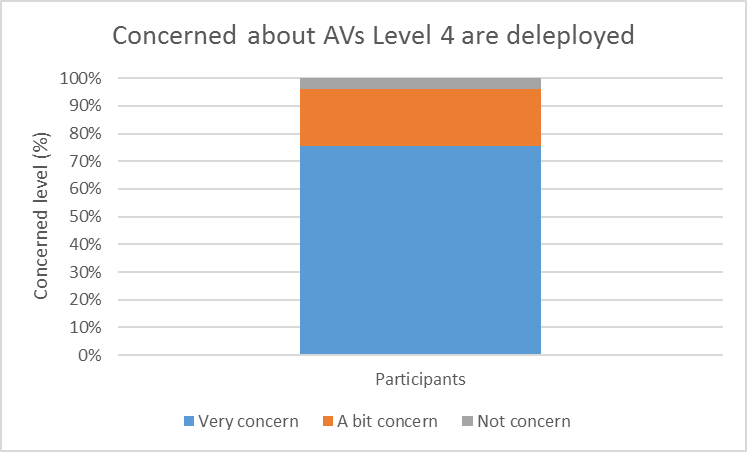 Concerned about AVs Level 4 are deleployed
100%
90%
80%
70%
60%
50%
40%
30%
20%
10%
0%
Concerned level (%)
Participants
Very concern
A bit concern
Not concern